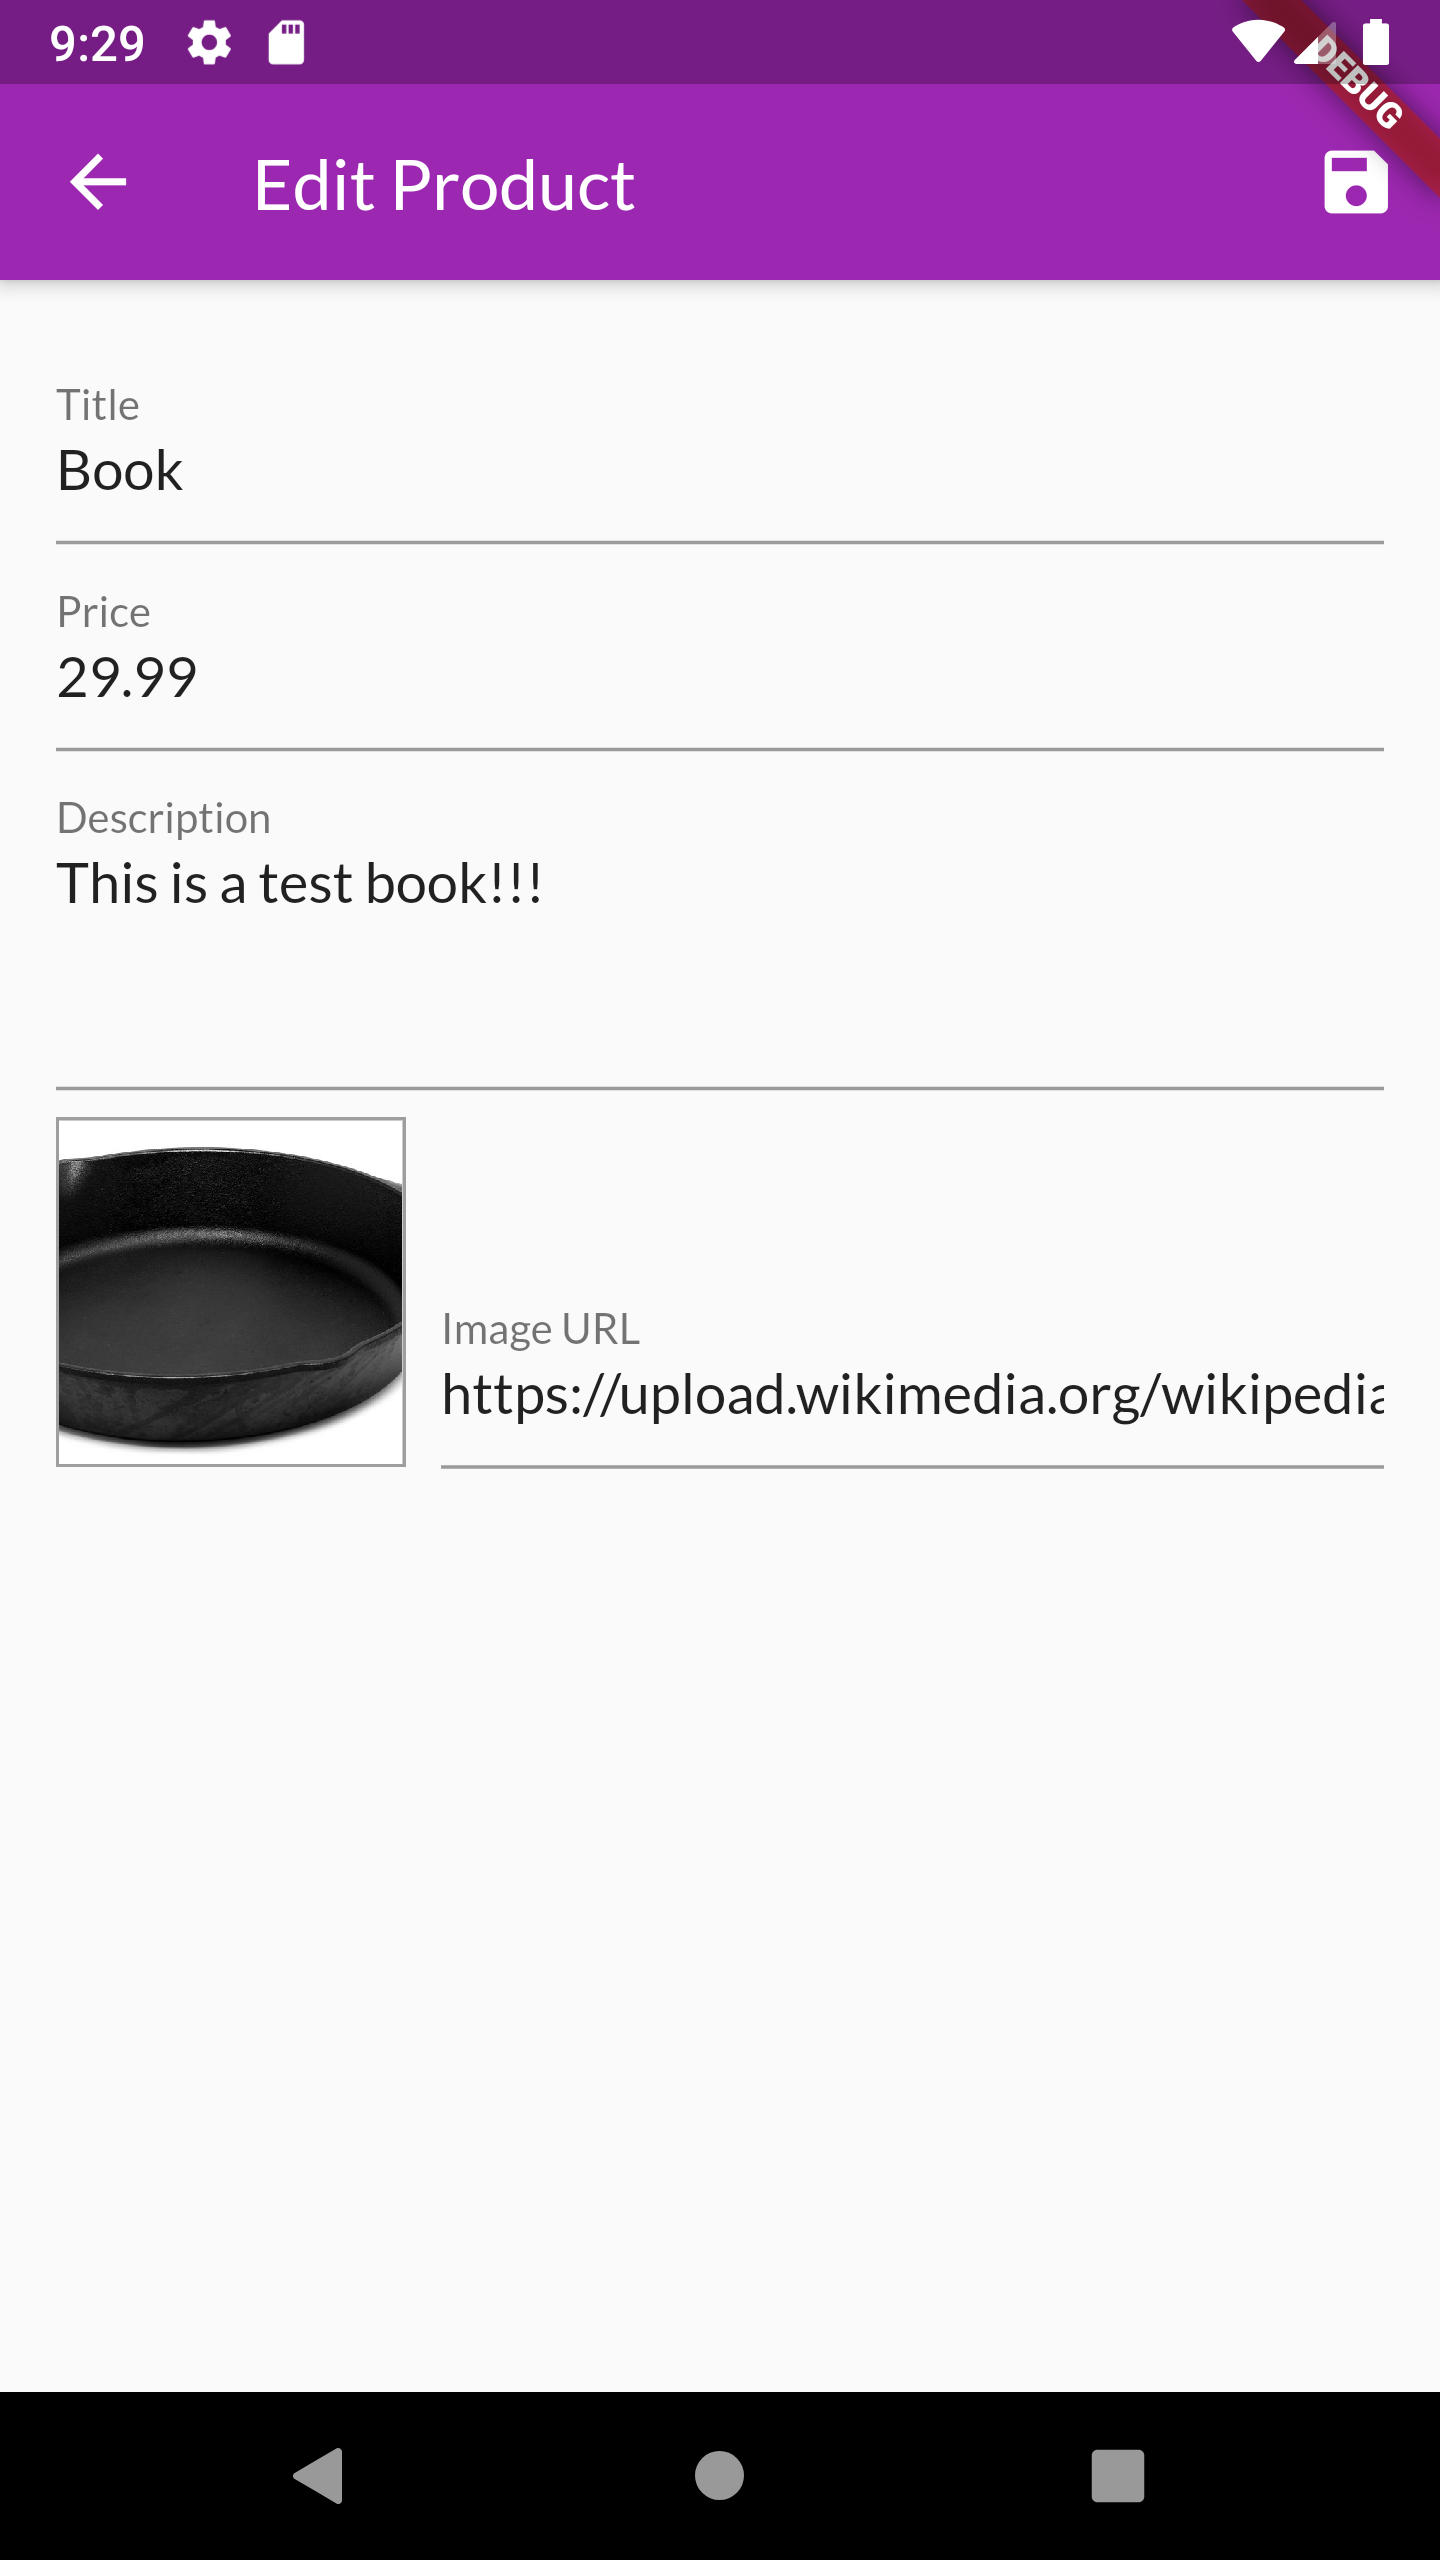 9:29
DEBUG
Edit Product
Title
Book
Price
29.99
Description
This is a test book!!!
Image URL
https://upload.wikimedia.org/wikipedia